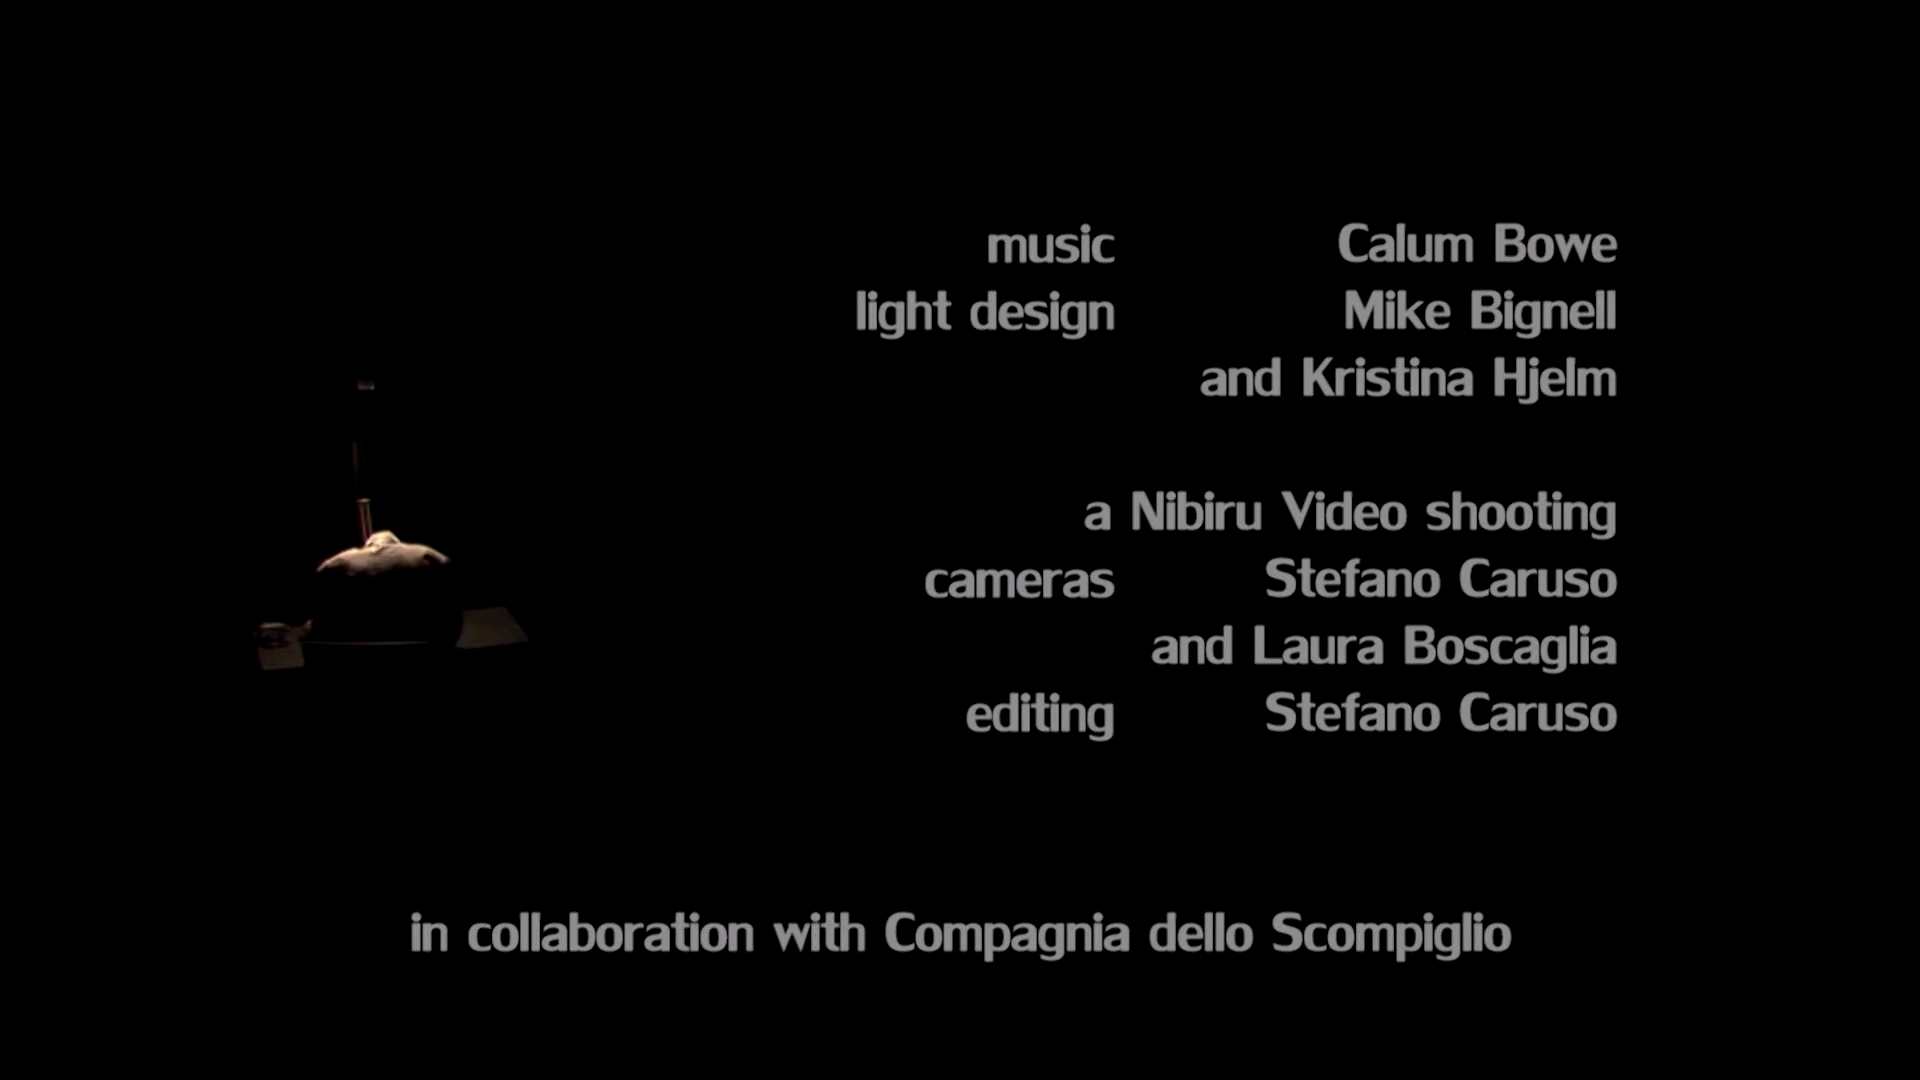 music Calum Bowe
light design Mike Bignell
and Kristina Hjelm
a Nibiru Video shooting
cameras Stefano Caruso
and Laura Boscaglia
editing Stefano Caruso
in collaboration with Compagnia dello Scompiglio